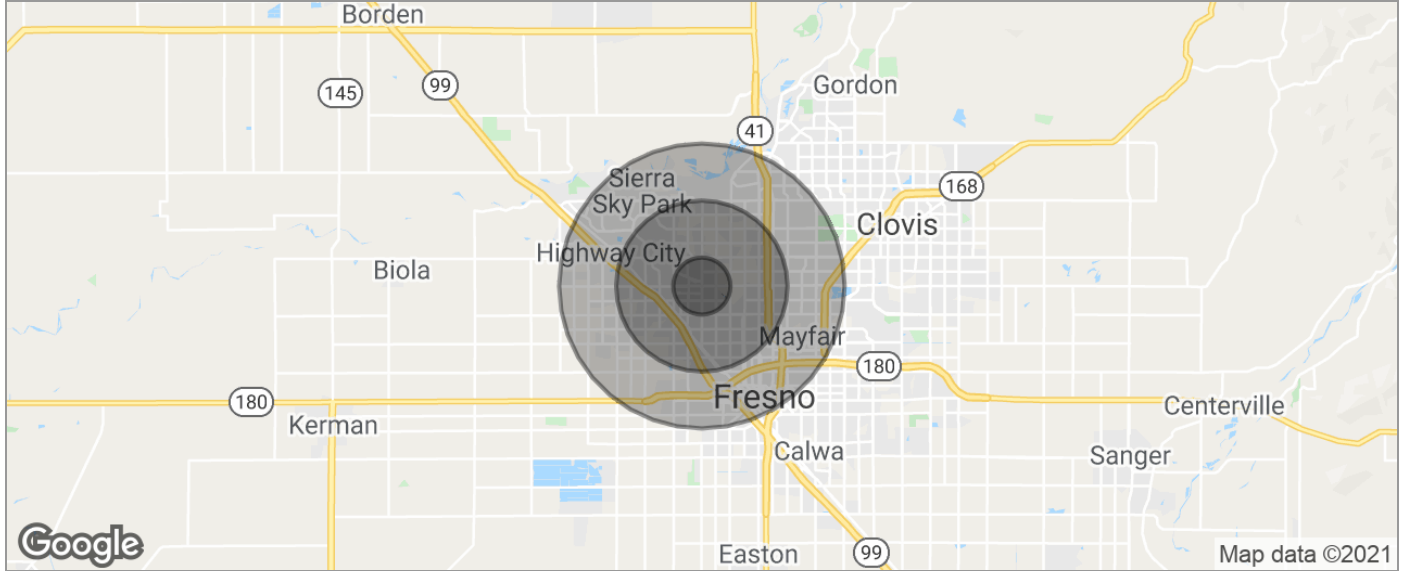 Borden
99
145
Gordon
41
Sierra
Sky Park
168
Clovis
Highway City
Biola
Mayfair
180
180
Fresno
Kerman
Centerville
Calwa
Sanger
Google
Easton
99
Map data ©2021